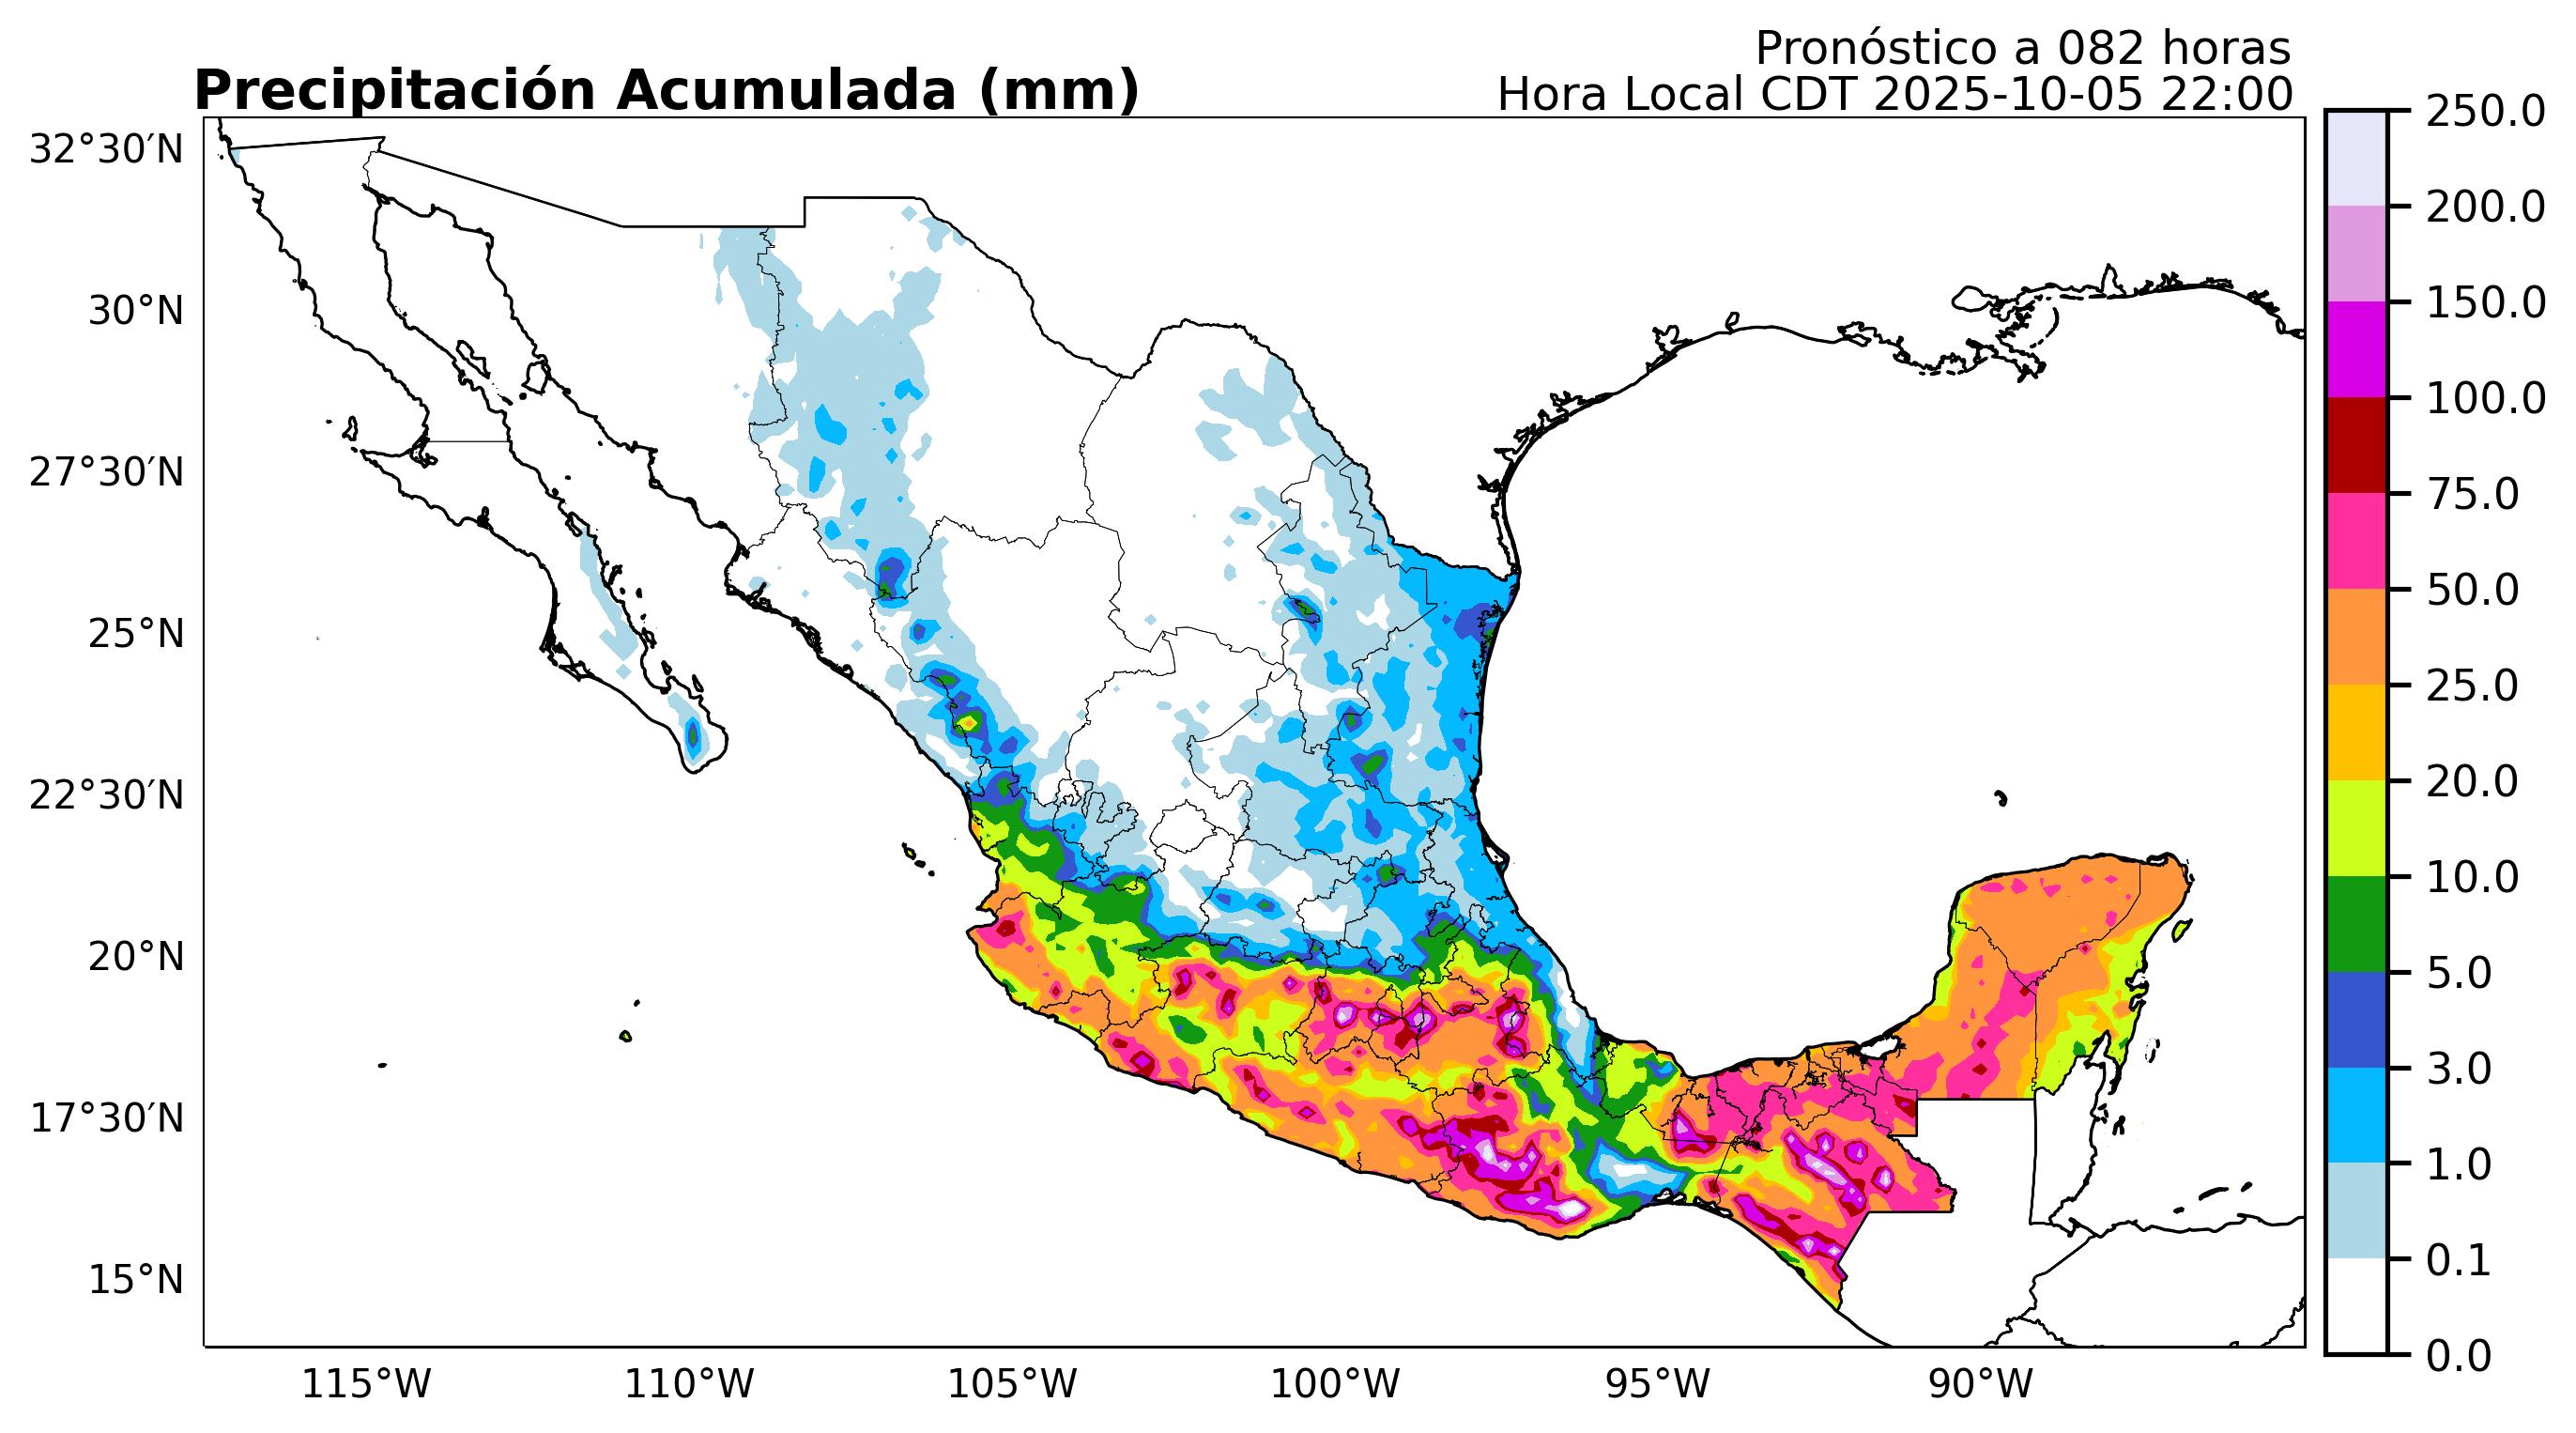 Pronóstico a 082 horas
Precipitación Acumulada (mm)
Hora Local CDT 2025-10-05 22:00
32°30′N
30°N
27°30′N
25°N
22°30′N
20°N
17°30′N
15°N
115°W
110°W
105°W
100°W
95°W
90°W
250.0
200.0
150.0
100.0
75.0
50.0
25.0
20.0
10.0
5.0
3.0
1.0
0.1
0.0